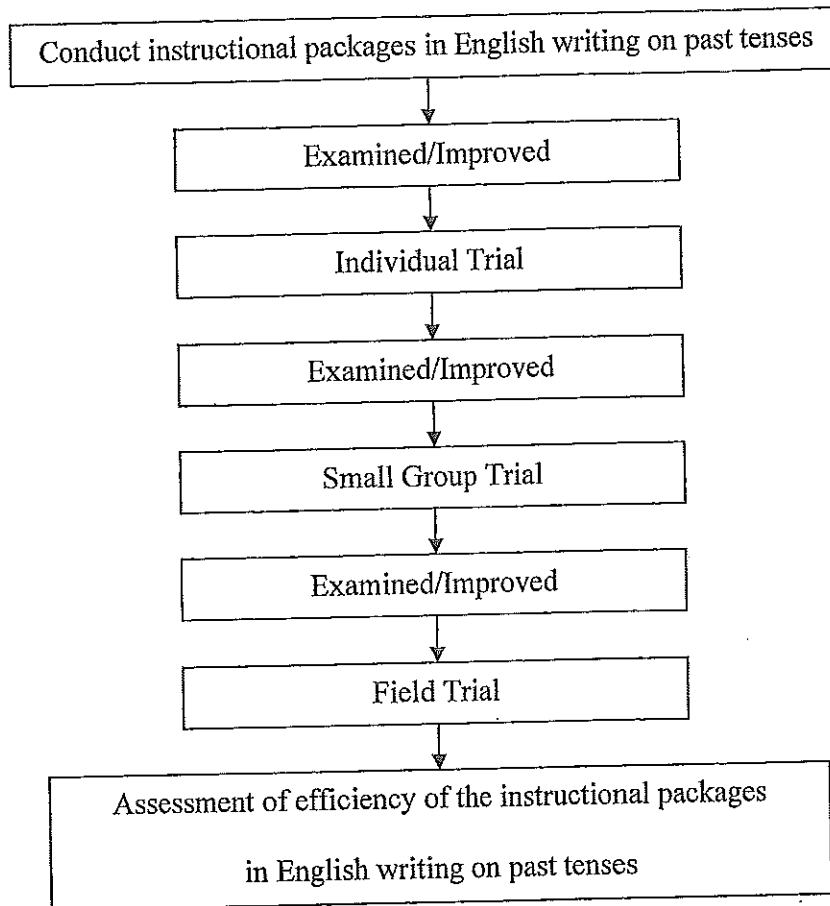 Conduct instructional packages in English writing on past tenses
Examined/Improved
Individual Trial
Examined/Improved
Small Group Trial
Examined/Improved
Field Trial
Assessment of efficiency of the instructional packages
in English writing on past tenses